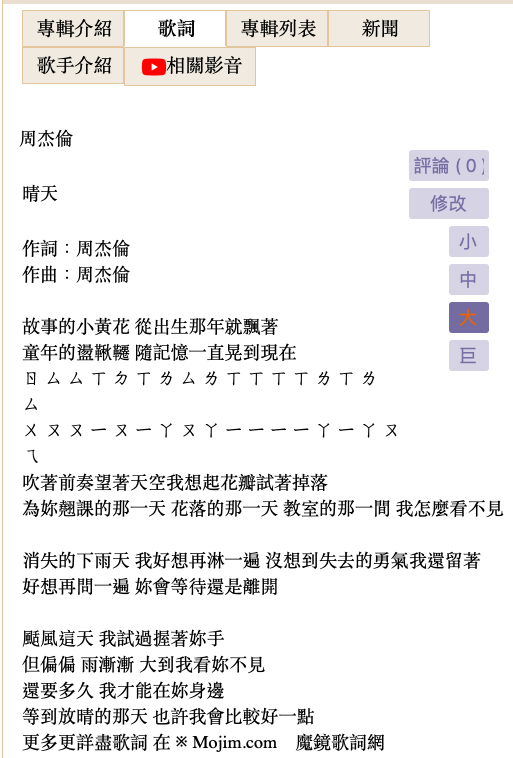 專輯介紹 歌詞 專輯列表 新聞
歌手介紹 相關影音
周杰倫
評論 ( 0 )
晴天
修改
小
作詞：周杰倫
作曲：周杰倫
中
大
故事的小黃花 從出生那年就飄著
童年的盪鞦韆 隨記憶一直晃到現在
巨
ㄖ ㄙ ㄙ ㄒ ㄉ ㄒ ㄌ ㄙ ㄌ ㄒ ㄒ ㄒ ㄒ ㄌ ㄒ ㄌ
ㄙ
ㄨ ㄡ ㄡ ㄧ ㄡ ㄧ ㄚ ㄡ ㄚ ㄧ ㄧ ㄧ ㄧ ㄚ ㄧ ㄚ ㄡ
ㄟ
吹著前奏望著天空我想起花瓣試著掉落
為妳翹課的那一天 花落的那一天 教室的那一間 我怎麼看不見
消失的下雨天 我好想再淋一遍 沒想到失去的勇氣我還留著
好想再問一遍 妳會等待還是離開
颳風這天 我試過握著妳手
但偏偏 雨漸漸 大到我看妳不見
還要多久 我才能在妳身邊
等到放晴的那天 也許我會比較好一點
更多更詳盡歌詞 在 ※ Mojim.com　魔鏡歌詞網